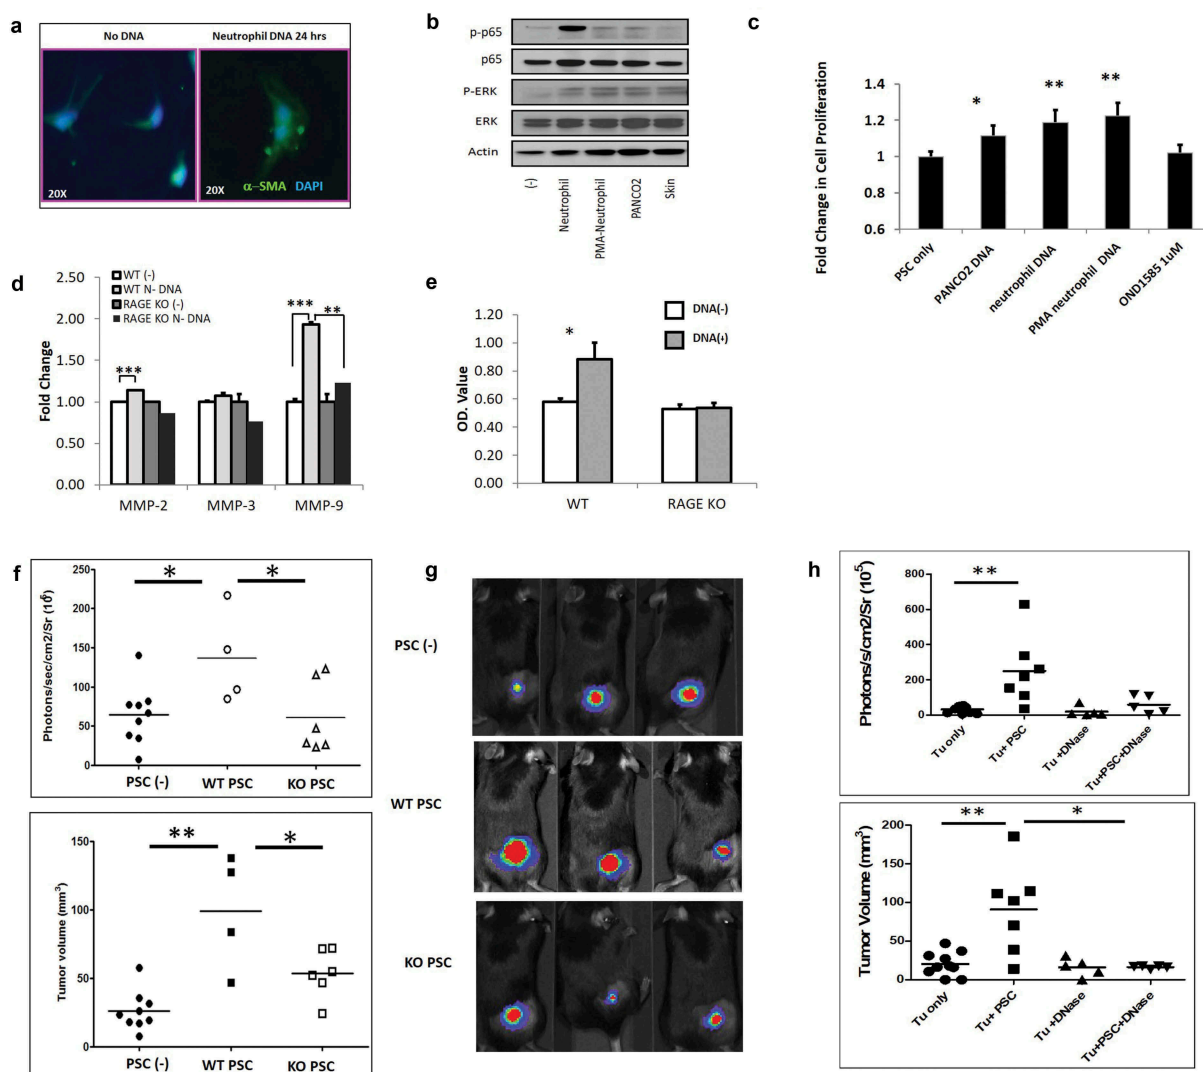 a
No DNA
Neutrophil DNA 24 hrs
20X
20X
α–SMA DAPI
b
p-p65
p65
P-ERK
ERK
Actin
(-)
Neutrophil
PMA-Neutrophil
PANCO2
Skin
c
Fold Change in Cell Proliferation
1.4
1.2
1
0.8
0.6
*
**
**
PSC only
PANCO2 DNA
neutrophil DNA
PMA neutrophil DNA
OND1585 1uM
d
Fold Change
2.50
2.00
1.50
1.00
0.50
0.00
WT (-)
WT N- DNA
RAGE KO (-)
RAGE KO N- DNA
***
***
**
MMP-2
MMP-3
MMP-9
e
OD. Value
1.20
1.00
0.80
0.60
0.40
0.20
0.00
*
DNA(-)
DNA(+)
WT
RAGE KO
f
Photons/sec/cm2/Sr (10⁶)
250
200
150
100
50
0
*
*
PSC (-)
WT PSC
KO PSC
Tumor volume (mm³)
150
100
50
0
**
*
PSC (-)
WT PSC
KO PSC
g
PSC (-)
WT PSC
KO PSC
h
Photons/s/cm2/Sr (10⁵)
800
600
400
200
0
**
Tu only
Tu+ PSC
Tu +DNase
Tu+PSC+DNase
Tumor Volume (mm³)
200
150
100
50
0
**
*
Tu only
Tu+ PSC
Tu +DNase
Tu+PSC+DNase